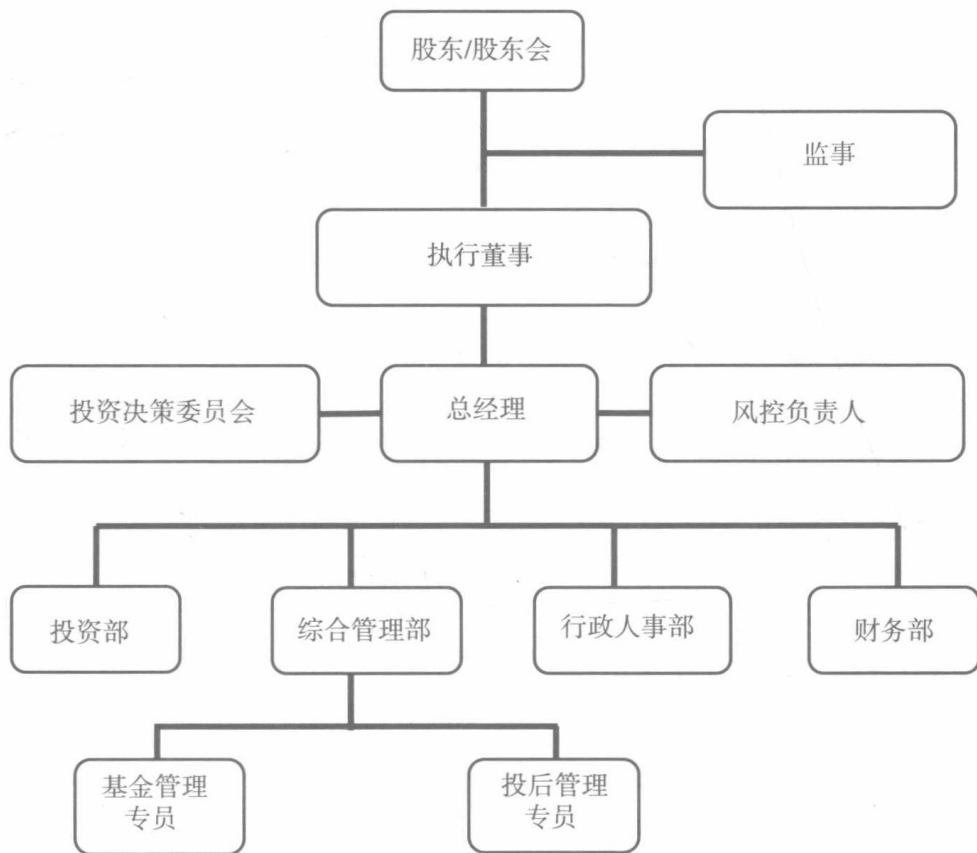 股东/股东会
监事
执行董事
投资决策委员会
总经理
风控负责人
投资部
综合管理部
行政人事部
财务部
基金管理
专员
投后管理
专员